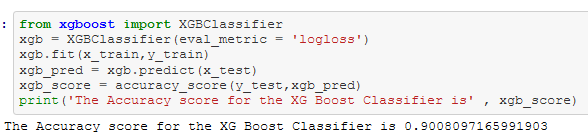 : from xgboost import XGBClassifier
xgb = XGBClassifier(eval_metric = 'logloss')
xgb.fit(x_train,y_train)
xgb_pred = xgb.predict(x_test)
xgb_score = accuracy_score(y_test,xgb_pred)
print('The Accuracy score for the XG Boost Classifier is' , xgb_score)
The Accuracy score for the XG Boost Classifier is 0.9008097165991903